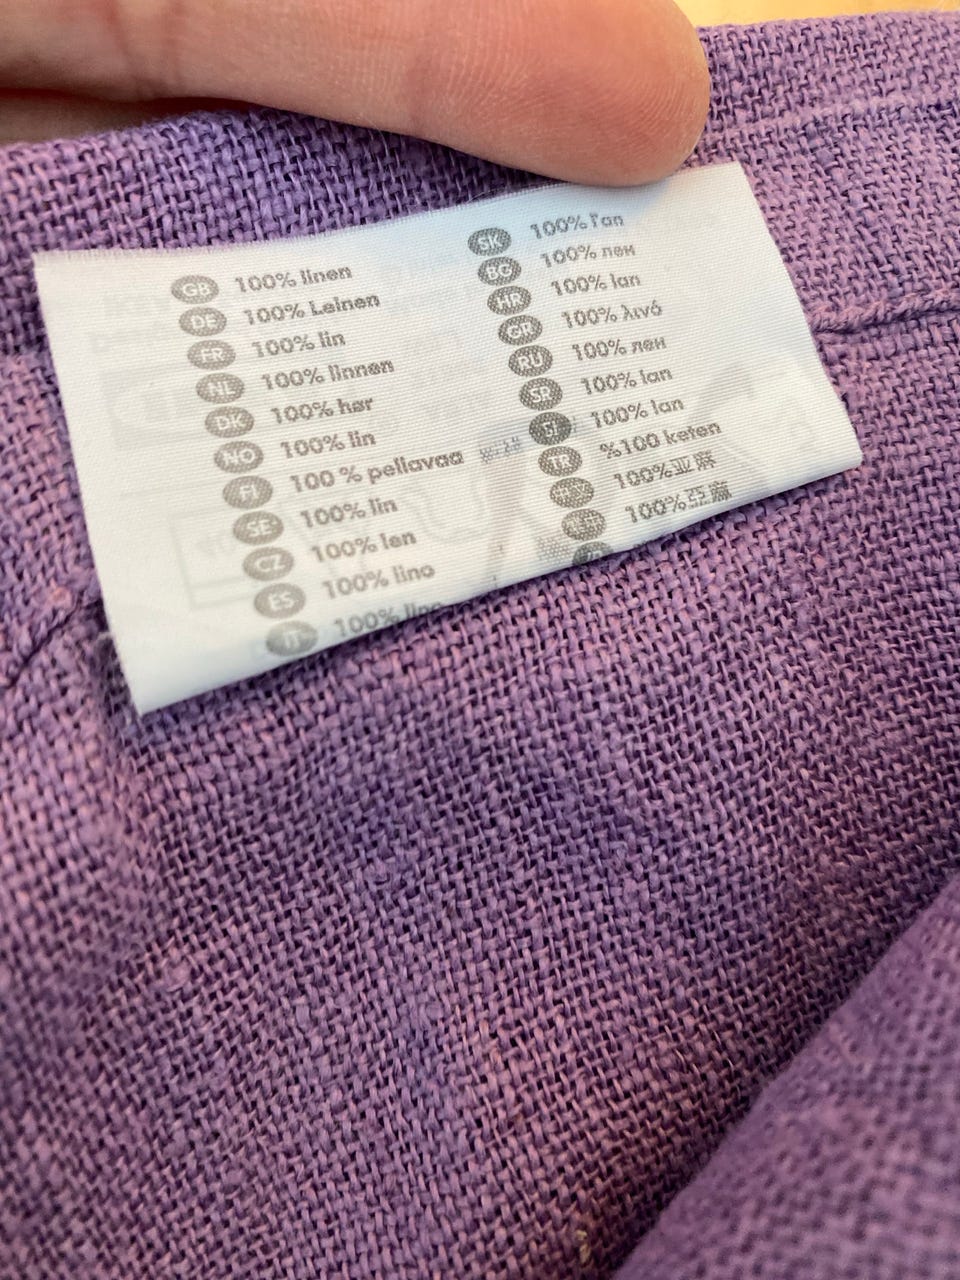 GB 100% linen
DE 100% Leinen
FR 100% lin
NL 100% linnen
DK 100% hør
NO 100% lin
FI 100 % pellavaa
SE 100% lin
CZ 100% len
ES 100% lino
IT 100% lino
SK 100% ľan
BG 100% лен
HR 100% lan
GR 100% λινό
RU 100% лен
SR 100% lan
100% lan
TR %100 keten
100%亚麻
100%亞麻